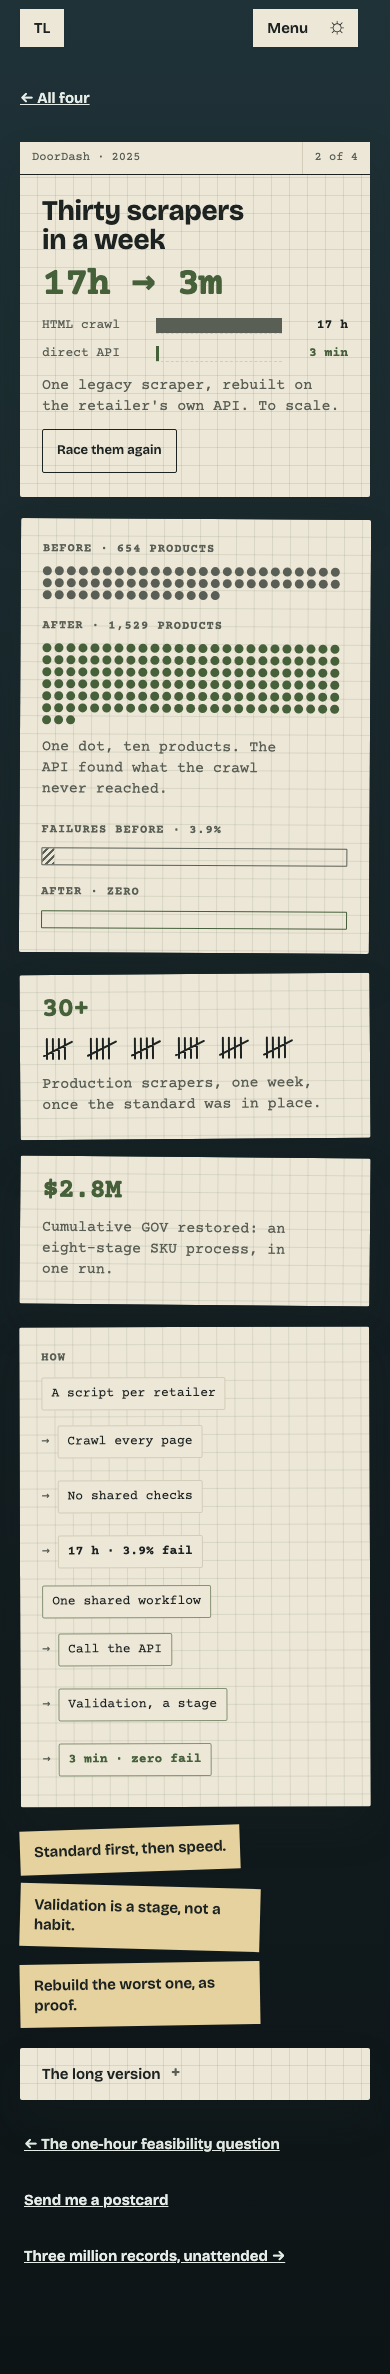 TL
Menu
← All four
DoorDash · 2025
2 of 4
Thirty scrapers
in a week
17h → 3m
HTML crawl 17 h
direct API 3 min
One legacy scraper, rebuilt on
the retailer's own API. To scale.
Race them again
BEFORE · 654 PRODUCTS
AFTER · 1,529 PRODUCTS
One dot, ten products. The
API found what the crawl
never reached.
FAILURES BEFORE · 3.9%
AFTER · ZERO
30+
Production scrapers, one week,
once the standard was in place.
$2.8M
Cumulative GOV restored: an
eight-stage SKU process, in
one run.
HOW
A script per retailer
→ Crawl every page
→ No shared checks
→ 17 h · 3.9% fail
One shared workflow
→ Call the API
→ Validation, a stage
→ 3 min · zero fail
Standard first, then speed.
Validation is a stage, not a
habit.
Rebuild the worst one, as
proof.
The long version +
← The one-hour feasibility question
Send me a postcard
Three million records, unattended →